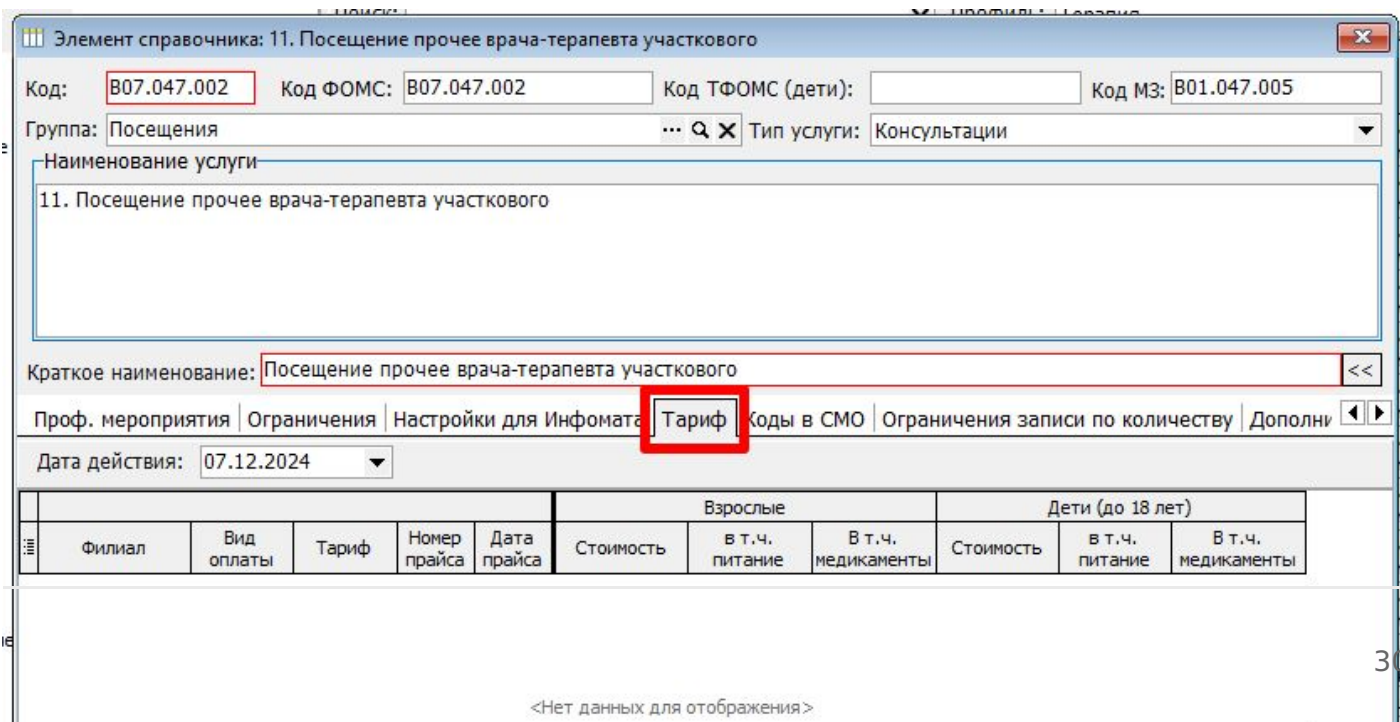 Элемент справочника: 11. Посещение прочее врача-терапевта участкового
Код: B07.047.002 Код ФОМС: B07.047.002 Код ТФОМС (дети): Код МЗ: B01.047.005
Группа: Посещения Тип услуги: Консультации
Наименование услуги
11. Посещение прочее врача-терапевта участкового
Краткое наименование: Посещение прочее врача-терапевта участкового <<
Проф. мероприятия Ограничения Настройки для Инфомата Тариф Коды в СМО Ограничения записи по количеству Дополни
Дата действия: 07.12.2024
Взрослые Дети (до 18 лет)
Филиал Вид оплаты Тариф Номер прайса Дата прайса Стоимость в т.ч. питание В т.ч. медикаменты Стоимость в т.ч. питание В т.ч. медикаменты
<Нет данных для отображения>